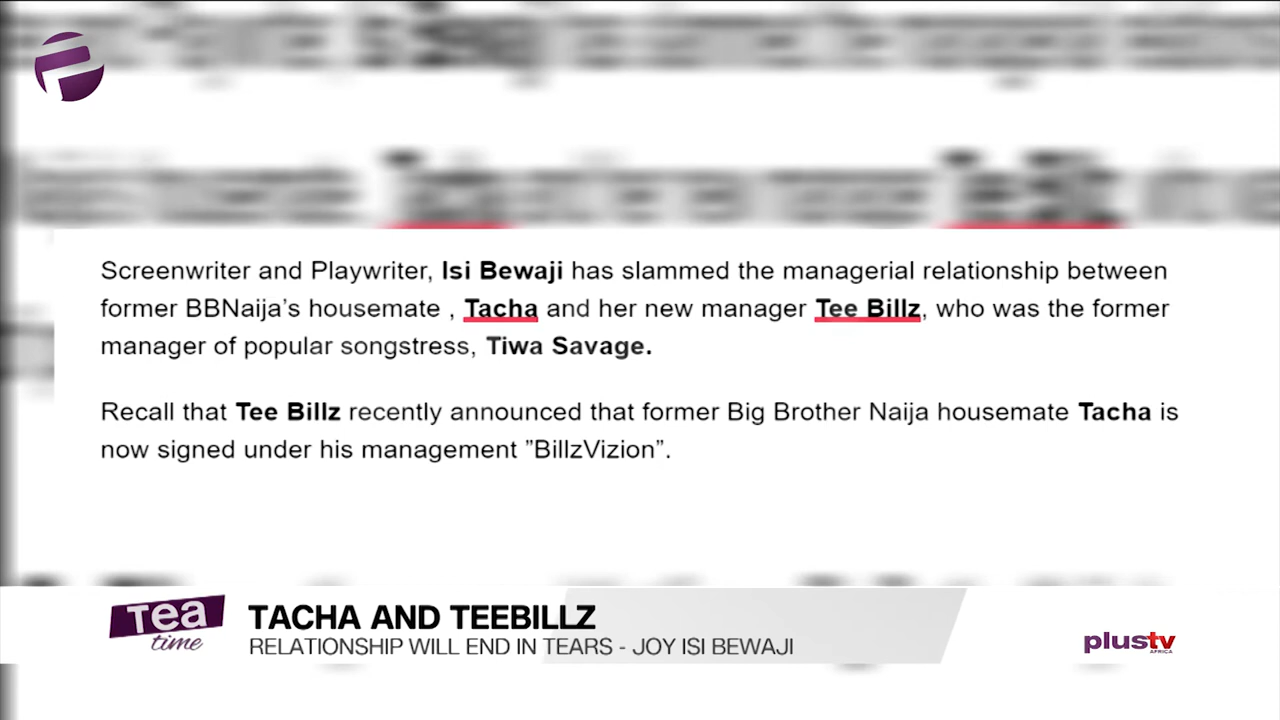 Screenwriter and Playwriter, Isi Bewaji has slammed the managerial relationship between
former BBNaija’s housemate , Tacha and her new manager Tee Billz, who was the former
manager of popular songstress, Tiwa Savage.
Recall that Tee Billz recently announced that former Big Brother Naija housemate Tacha is
now signed under his management ”BillzVizion”.
Tea
time
TACHA AND TEEBILLZ
RELATIONSHIP WILL END IN TEARS - JOY ISI BEWAJI
plustv
AFRICA